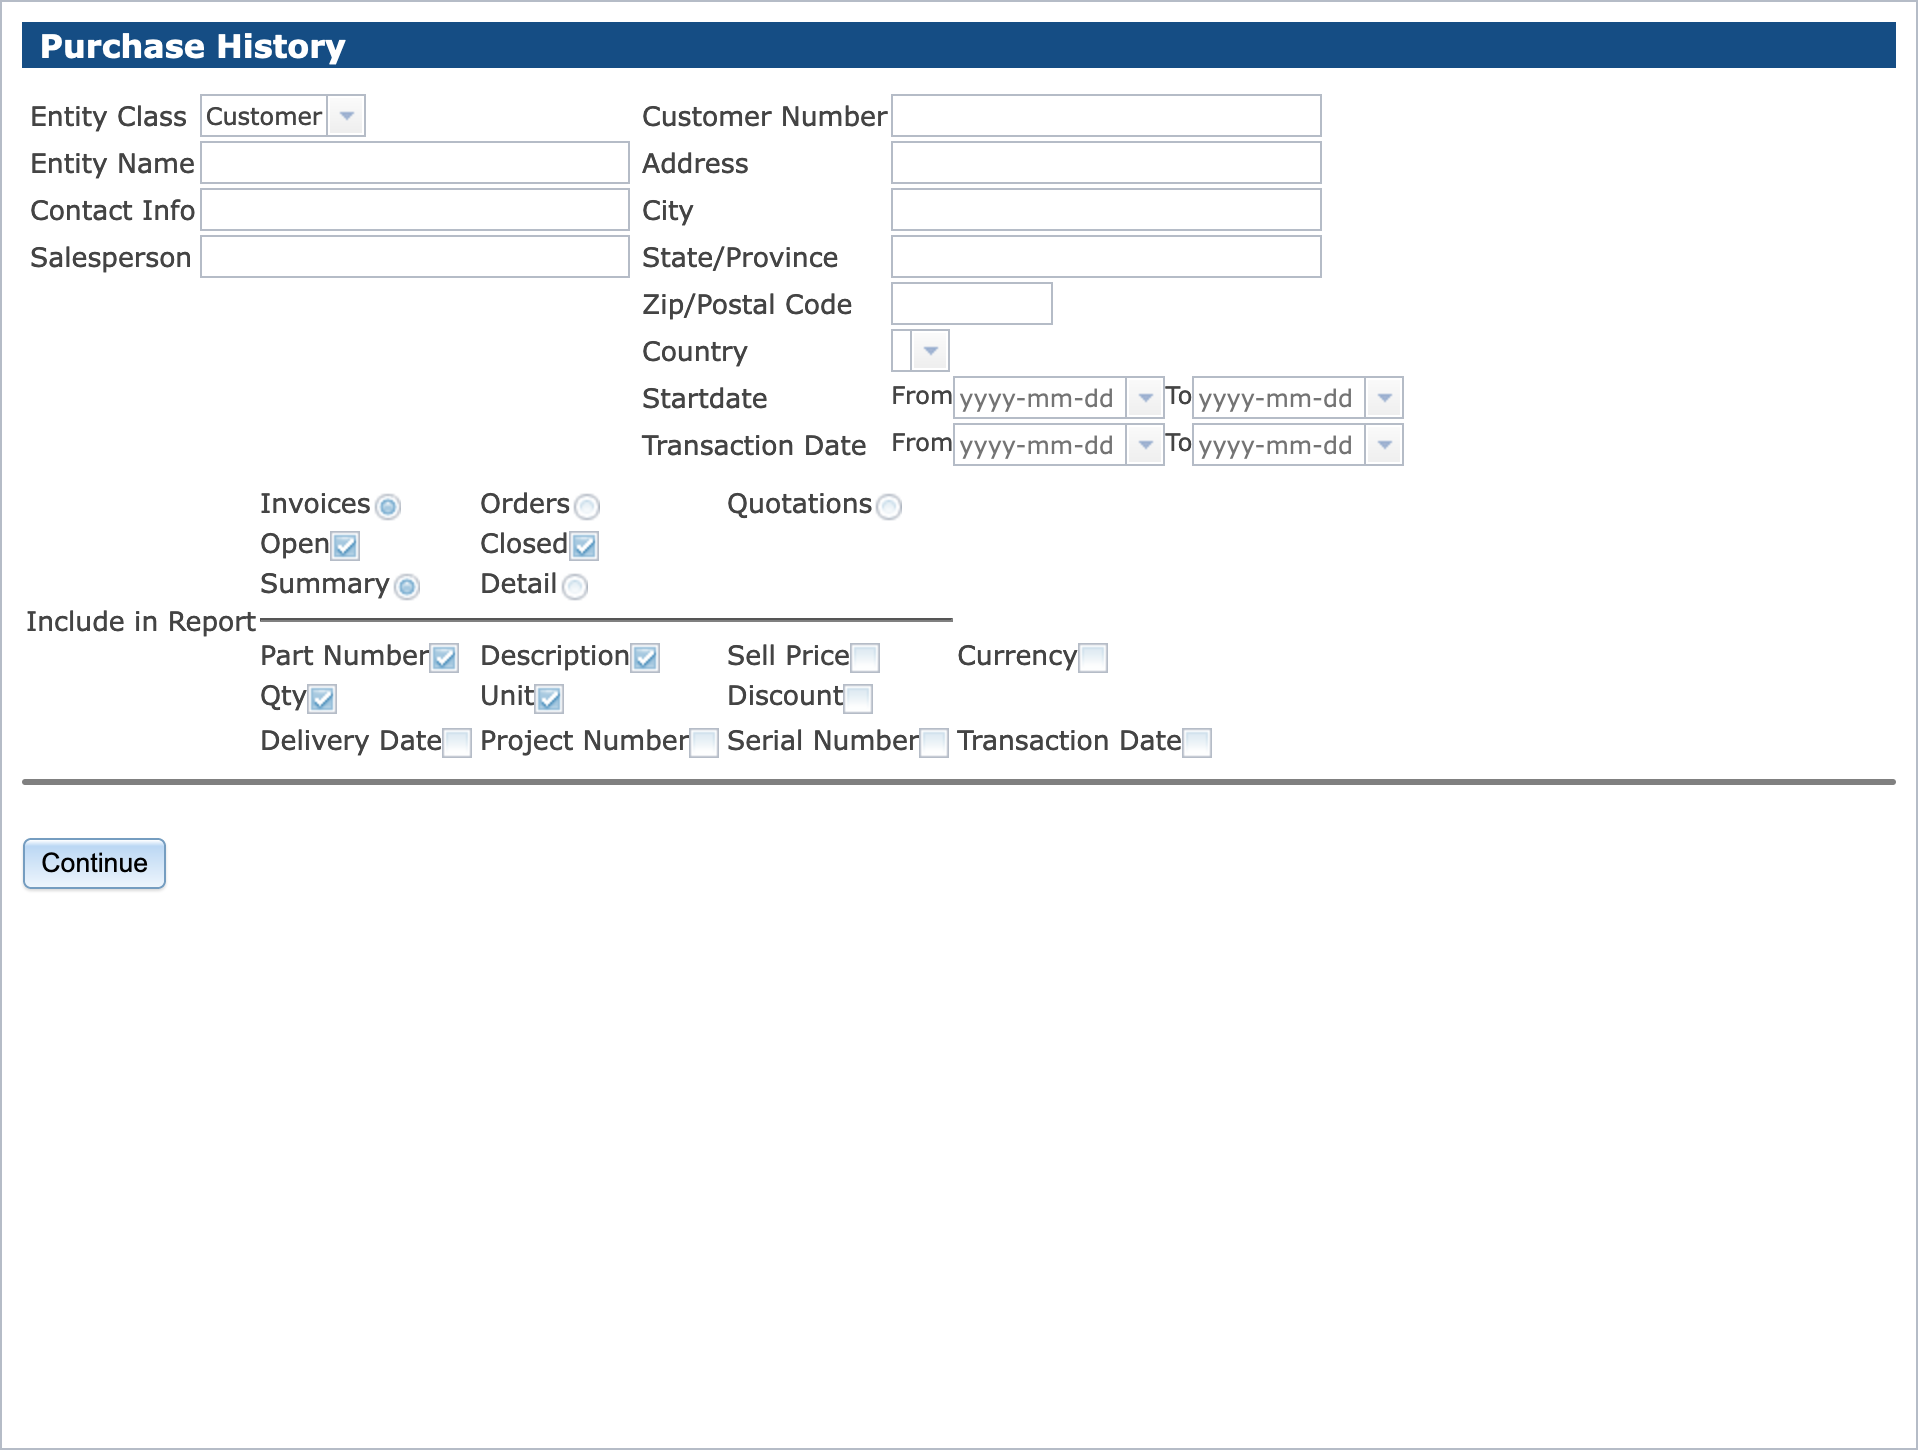 Purchase History
Entity Class Customer Customer Number
Entity Name Address
Contact Info City
Salesperson State/Province
Zip/Postal Code
Country
Startdate From yyyy-mm-dd To yyyy-mm-dd
Transaction Date From yyyy-mm-dd To yyyy-mm-dd
Invoices Orders Quotations
Open Closed
Summary Detail
Include in Report
Part Number Description Sell Price Currency
Qty Unit Discount
Delivery Date Project Number Serial Number Transaction Date
Continue